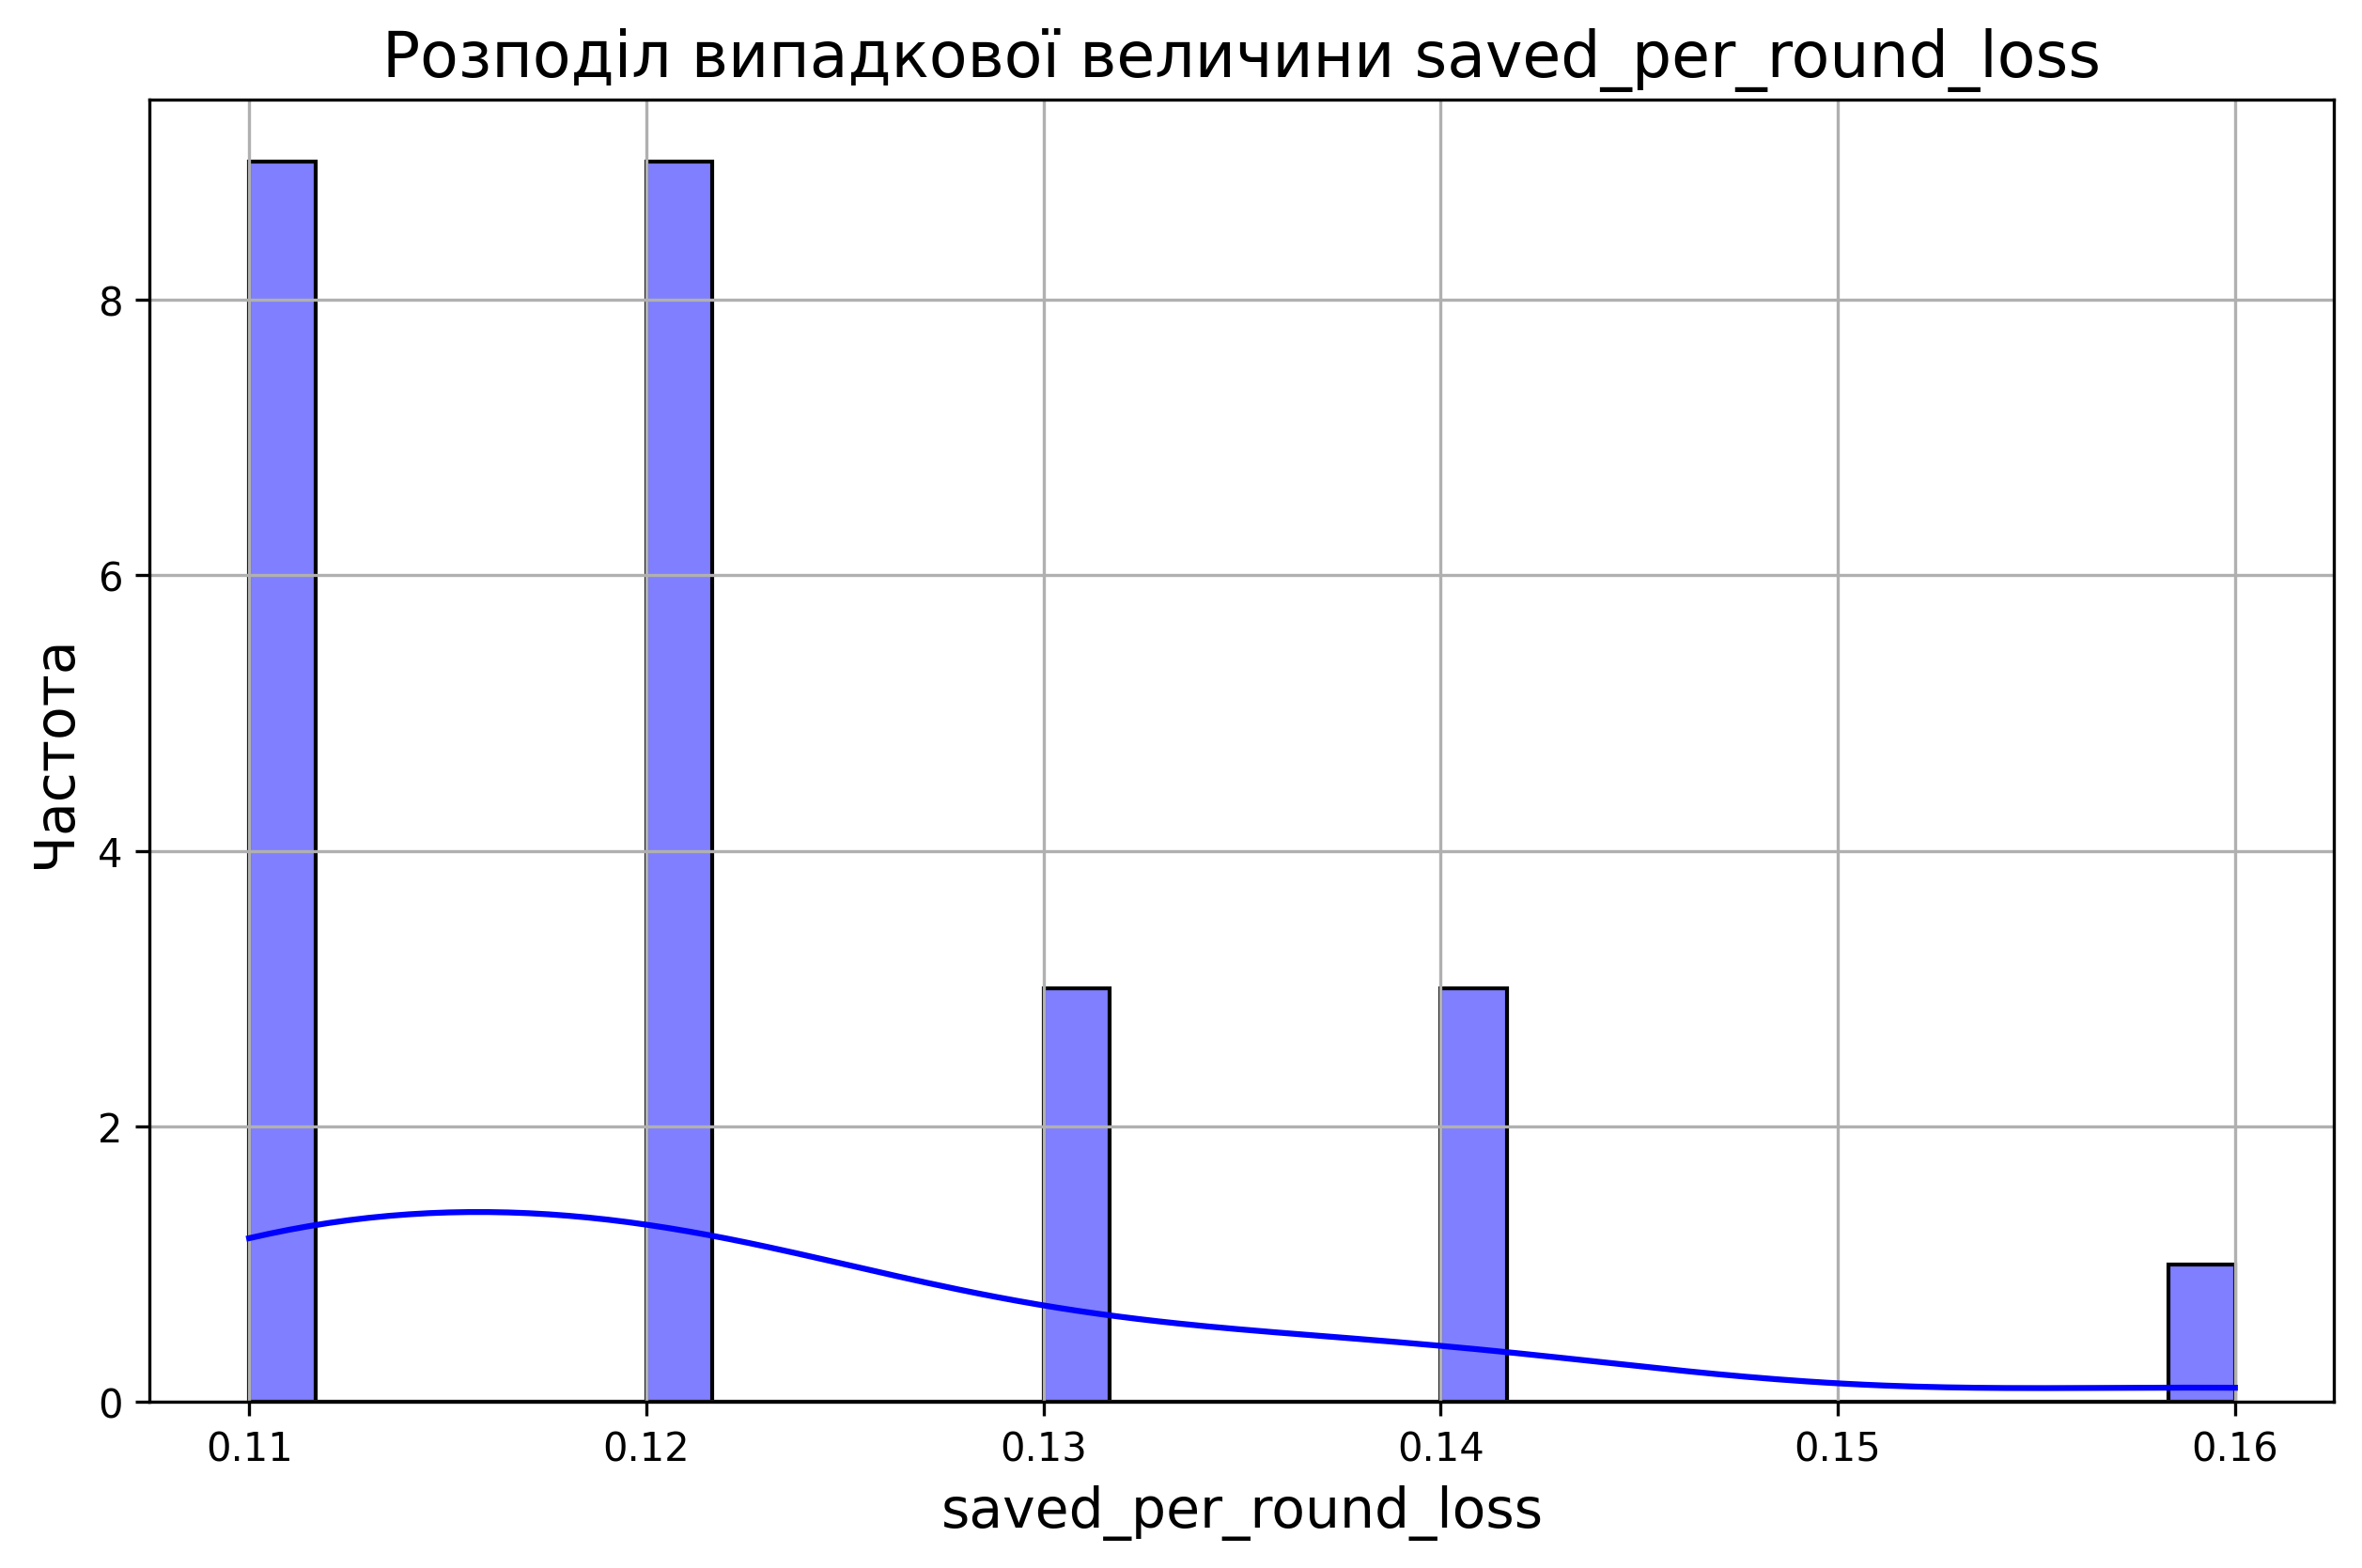 Розподіл випадкової величини saved_per_round_loss
Частота
8
6
4
2
0
0.11 0.12 0.13 0.14 0.15 0.16
saved_per_round_loss